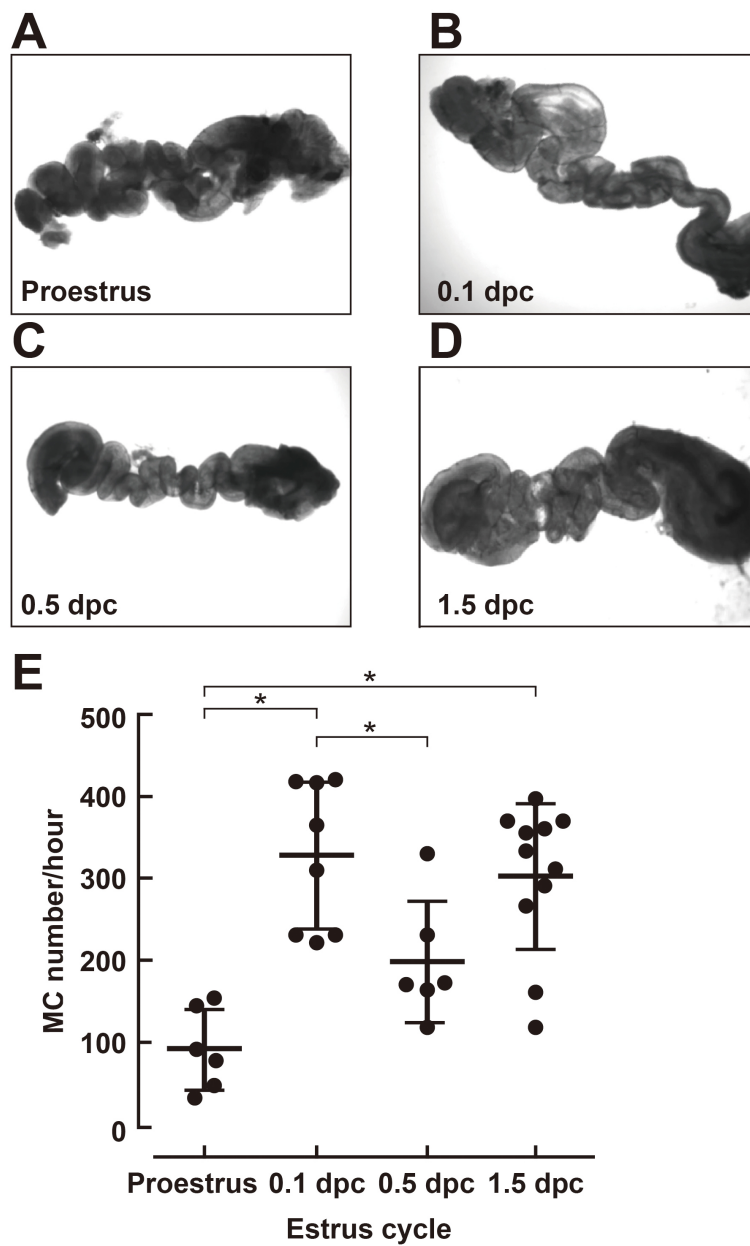 A
B
Proestrus
0.1 dpc
C
D
0.5 dpc
1.5 dpc
E
*
*
*
500
400
300
200
100
0
MC number/hour
Proestrus 0.1 dpc 0.5 dpc 1.5 dpc
Estrus cycle